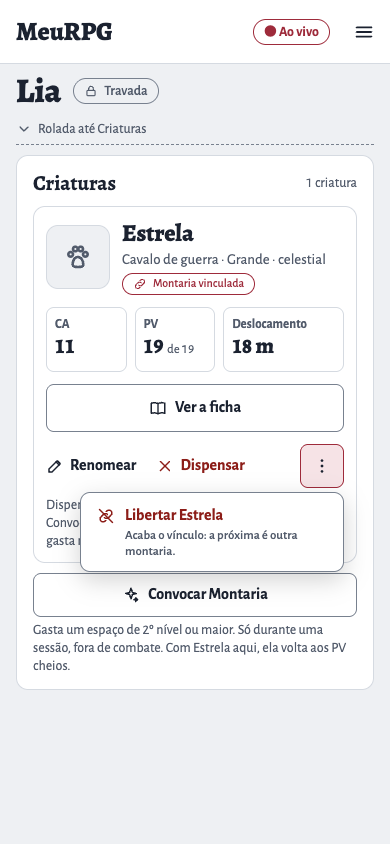 MeuRPG
Ao vivo
Lia
Travada
Rolada até Criaturas
Criaturas
1 criatura
Estrela
Cavalo de guerra · Grande · celestial
Montaria vinculada
CA
11
PV
19 de 19
Deslocamento
18 m
Ver a ficha
Renomear
Dispensar
Libertar Estrela
Acaba o vínculo: a próxima é outra
montaria.
Convocar Montaria
Gasta um espaço de 2º nível ou maior. Só durante uma
sessão, fora de combate. Com Estrela aqui, ela volta aos PV
cheios.